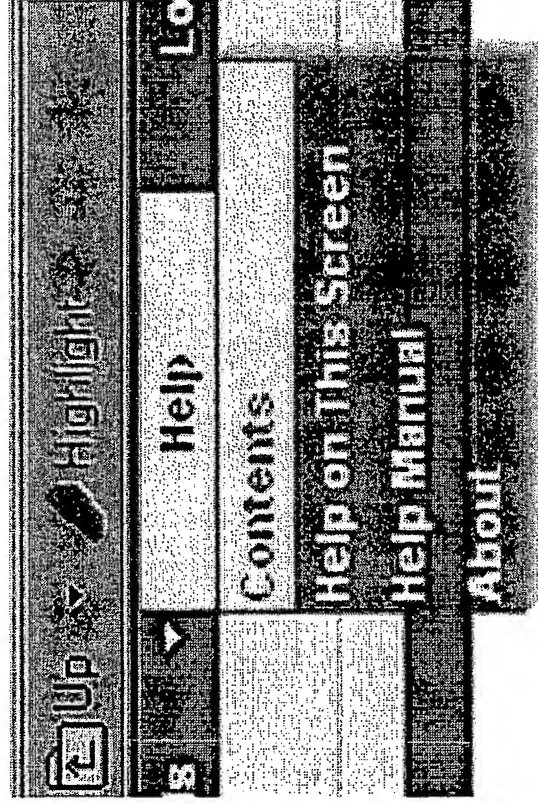 Up Highlight
s Help Lo
Contents
Help on This Screen
Help Manual
About